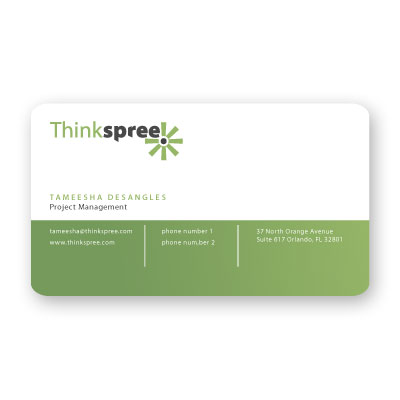 Thinkspree
TAMEESHA DESANGLES
Project Management
tameesha@thinkspree.com
www.thinkspree.com
phone number 1
phone num,ber 2
37 North Orange Avenue
Suite 617 Orlando, FL 32801